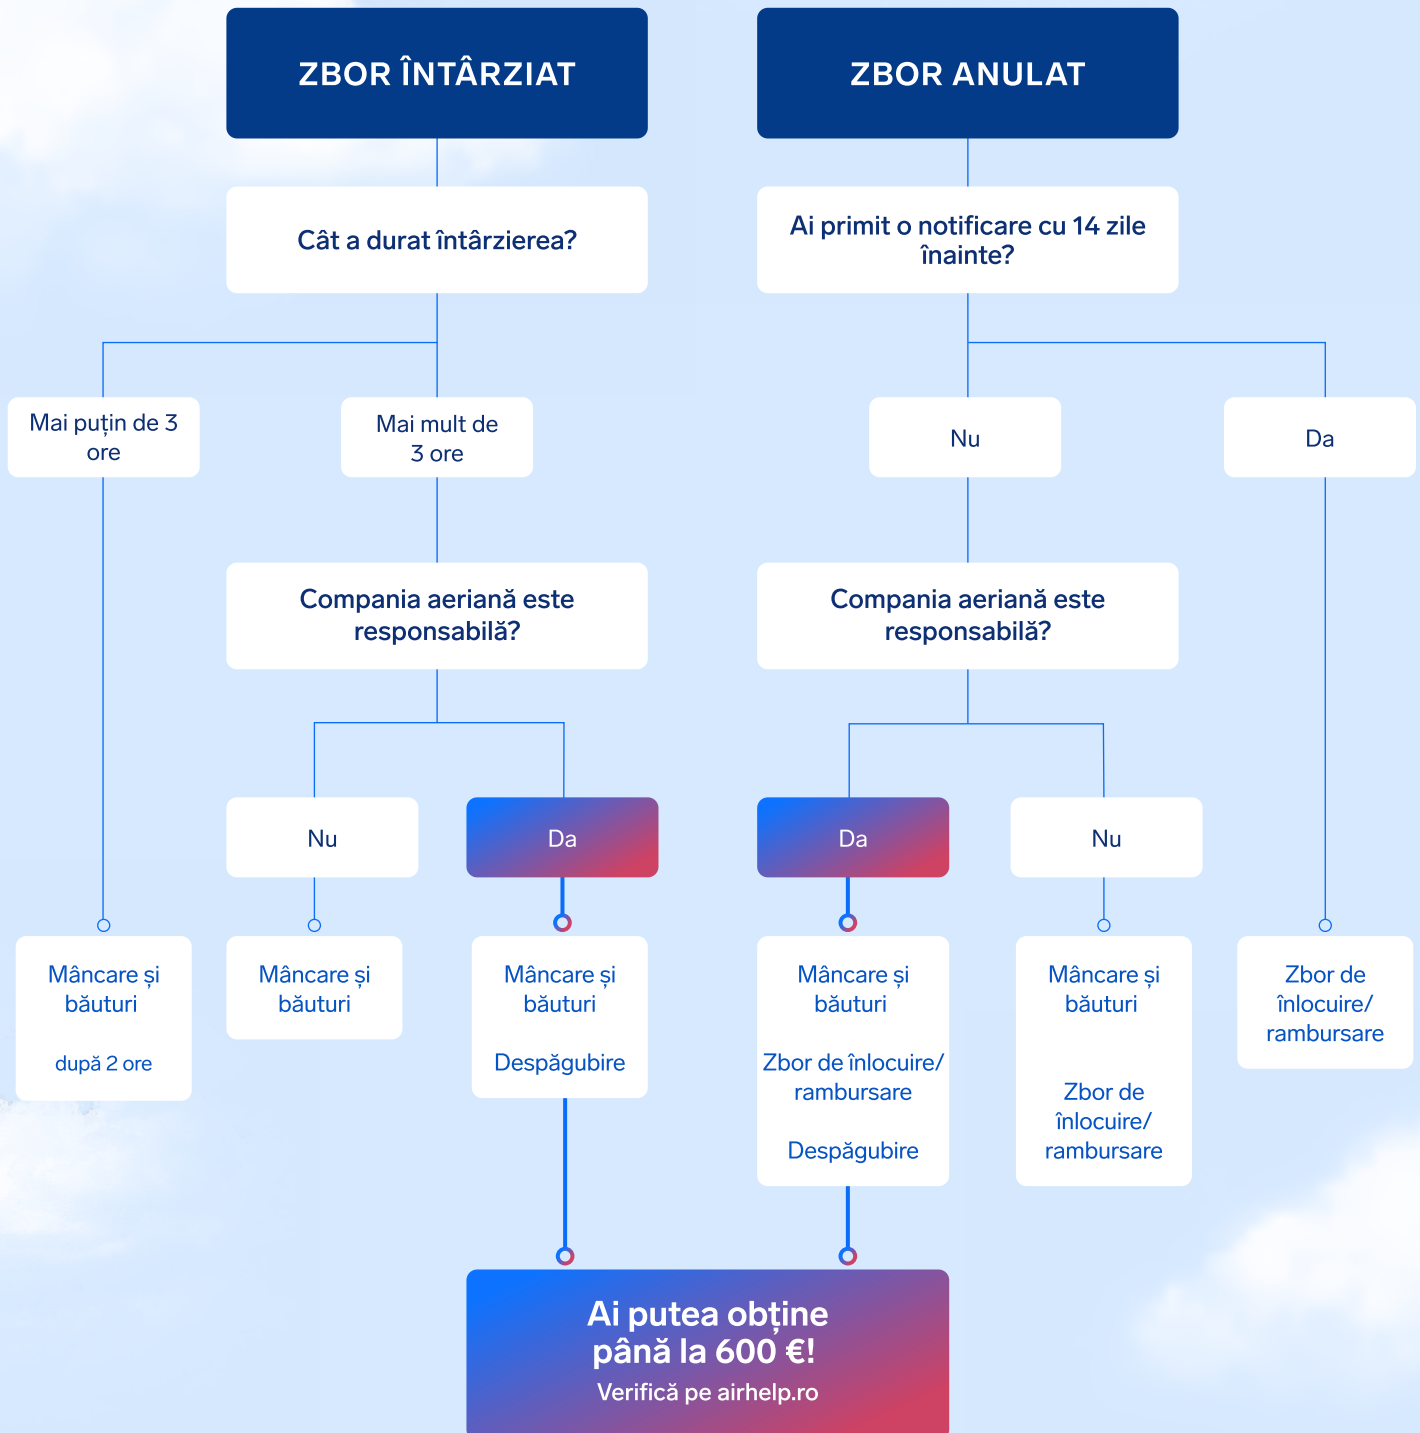 ZBOR ÎNTÂRZIAT
ZBOR ANULAT
Cât a durat întârzierea?
Ai primit o notificare cu 14 zile
înainte?
Mai puțin de 3
ore
Mai mult de
3 ore
Nu
Da
Compania aeriană este
responsabilă?
Compania aeriană este
responsabilă?
Nu
Da
Da
Nu
Mâncare și
băuturi
după 2 ore
Mâncare și
băuturi
Mâncare și
băuturi
Despăgubire
Mâncare și
băuturi
Zbor de înlocuire/
rambursare
Despăgubire
Mâncare și
băuturi
Zbor de
înlocuire/
rambursare
Zbor de
înlocuire/
rambursare
Ai putea obține
până la 600 €!
Verifică pe airhelp.ro